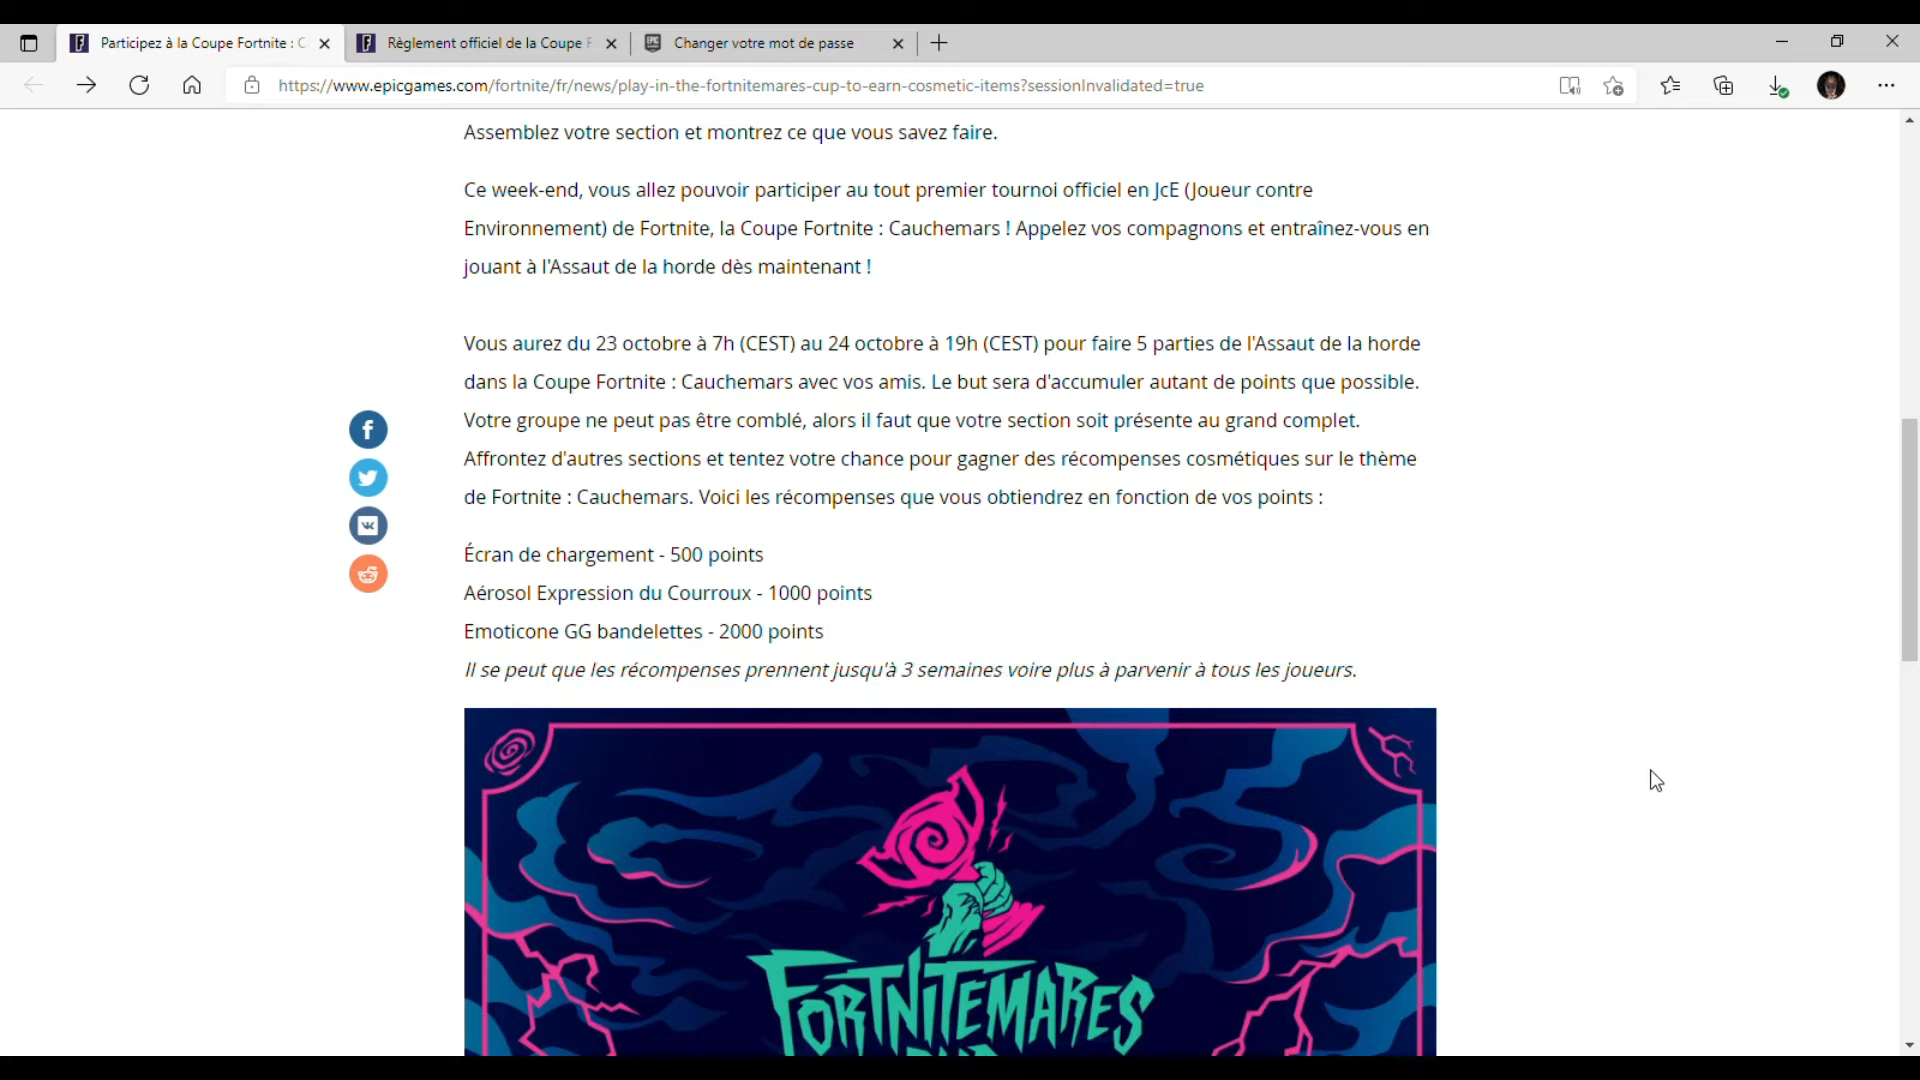 Participez à la Coupe Fortnite : C
Règlement officiel de la Coupe F
Changer votre mot de passe
https://www.epicgames.com/fortnite/fr/news/play-in-the-fortnitemares-cup-to-earn-cosmetic-items?sessionInvalidated=true
Assemblez votre section et montrez ce que vous savez faire.
Ce week-end, vous allez pouvoir participer au tout premier tournoi officiel en JcE (Joueur contre
Environnement) de Fortnite, la Coupe Fortnite : Cauchemars ! Appelez vos compagnons et entraînez-vous en
jouant à l'Assaut de la horde dès maintenant !
Vous aurez du 23 octobre à 7h (CEST) au 24 octobre à 19h (CEST) pour faire 5 parties de l'Assaut de la horde
dans la Coupe Fortnite : Cauchemars avec vos amis. Le but sera d'accumuler autant de points que possible.
Votre groupe ne peut pas être comblé, alors il faut que votre section soit présente au grand complet.
Affrontez d'autres sections et tentez votre chance pour gagner des récompenses cosmétiques sur le thème
de Fortnite : Cauchemars. Voici les récompenses que vous obtiendrez en fonction de vos points :
Écran de chargement - 500 points
Aérosol Expression du Courroux - 1000 points
Emoticone GG bandelettes - 2000 points
Il se peut que les récompenses prennent jusqu'à 3 semaines voire plus à parvenir à tous les joueurs.
FORTNITEMARES